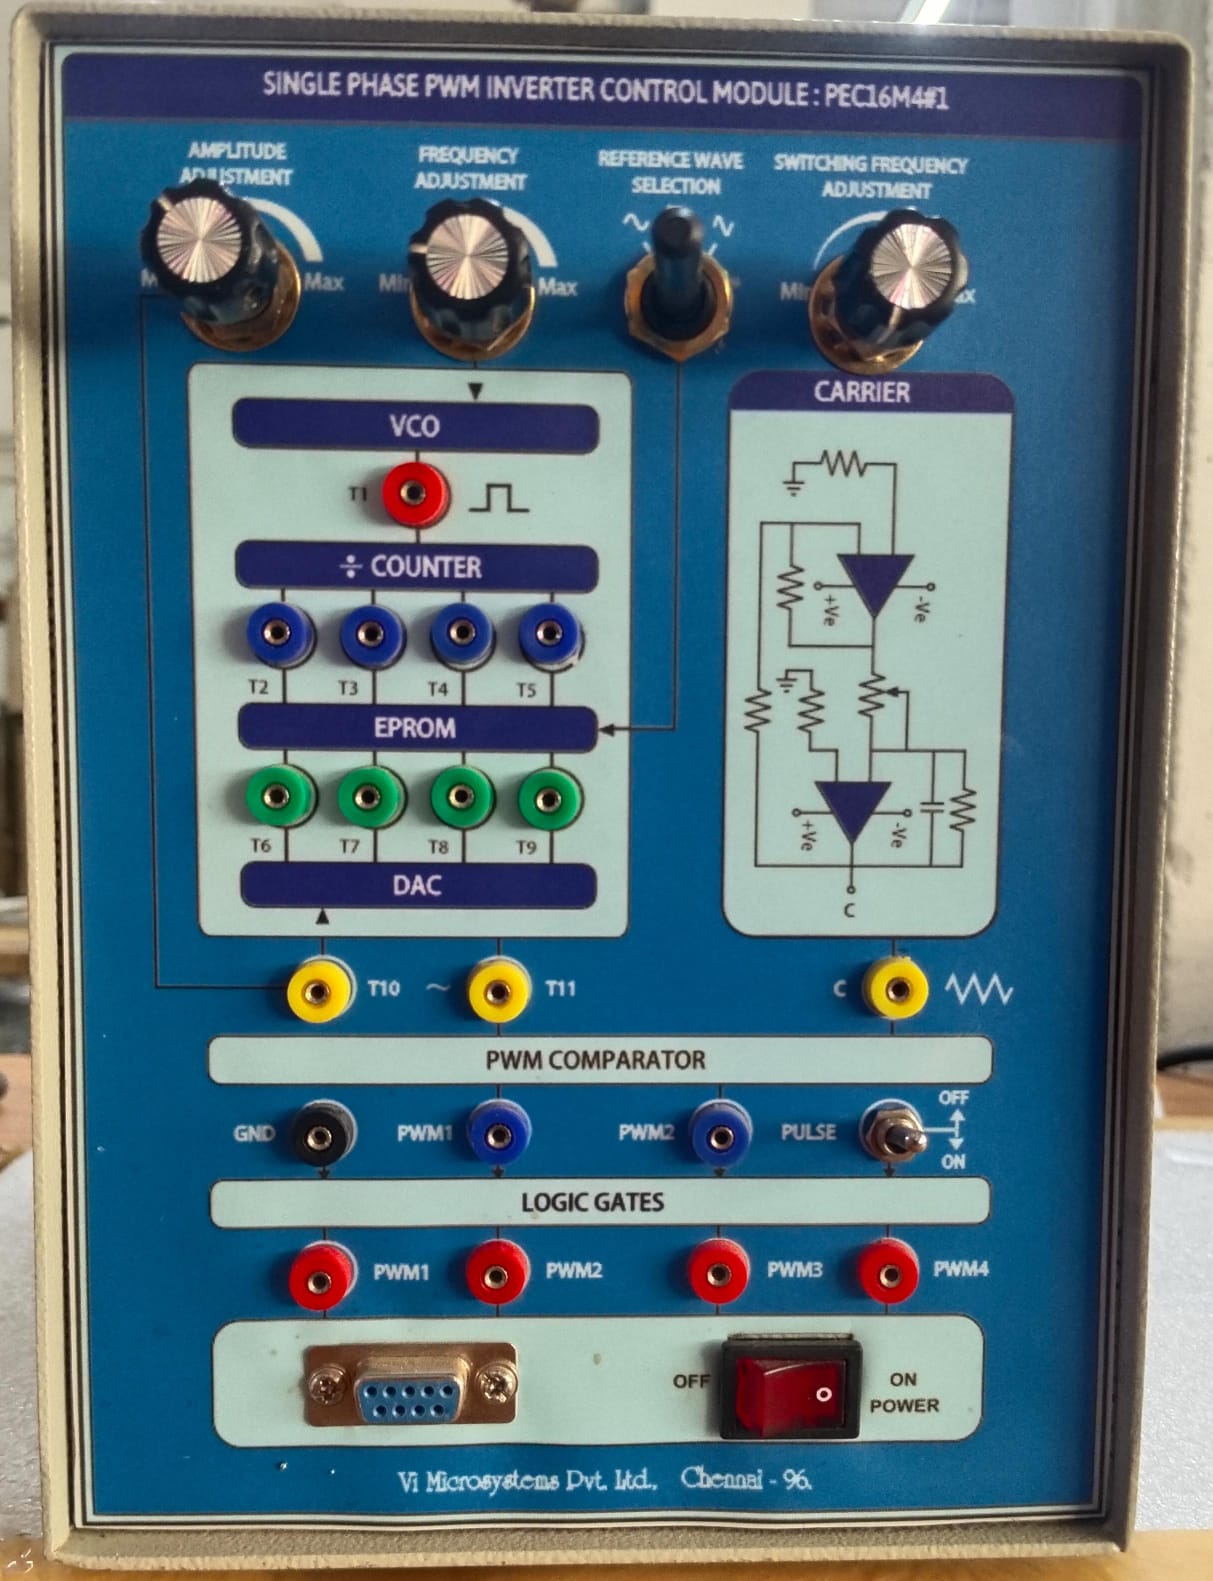 SINGLE PHASE PWM INVERTER CONTROL MODULE : PEC16M4#1
AMPLITUDE
ADJUSTMENT
Max
FREQUENCY
ADJUSTMENT
Min
Max
REFERENCE WAVE
SELECTION
SWITCHING FREQUENCY
ADJUSTMENT
Min
VCO
T1
÷ COUNTER
T2
T3
T4
T5
EPROM
T6
T7
T8
T9
DAC
CARRIER
+Ve
-Ve
+Ve
-Ve
C
T10
~
T11
C
PWM COMPARATOR
GND
PWM1
PWM2
PULSE
OFF
ON
LOGIC GATES
PWM1
PWM2
PWM3
PWM4
OFF
ON
POWER
Vi Microsystems Pvt. Ltd., Chennai - 96.